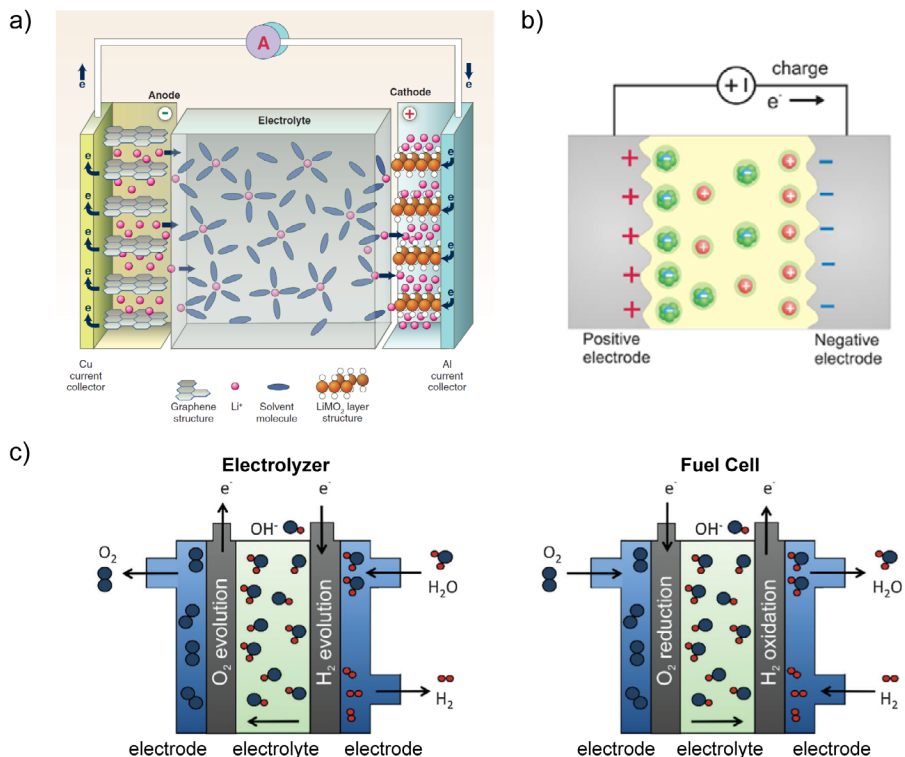 a)
A
e
e
Anode
-
Cathode
+
Electrolyte
e
e
e
e
e
e
e
e
e
Cu
current
collector
Al
current
collector
Graphene
structure
Li⁺
Solvent
molecule
LiMO₂ layer
structure
b)
+ I
charge
e⁻
+ -
+ -
+ -
+ -
+ -
Positive
electrode
Negative
electrode
c)
Electrolyzer
e⁻
e⁻
OH⁻
O₂
H₂O
O₂ evolution
H₂ evolution
H₂
electrode electrolyte electrode
Fuel Cell
e⁻
e⁻
OH⁻
O₂
H₂O
O₂ reduction
H₂ oxidation
H₂
electrode electrolyte electrode